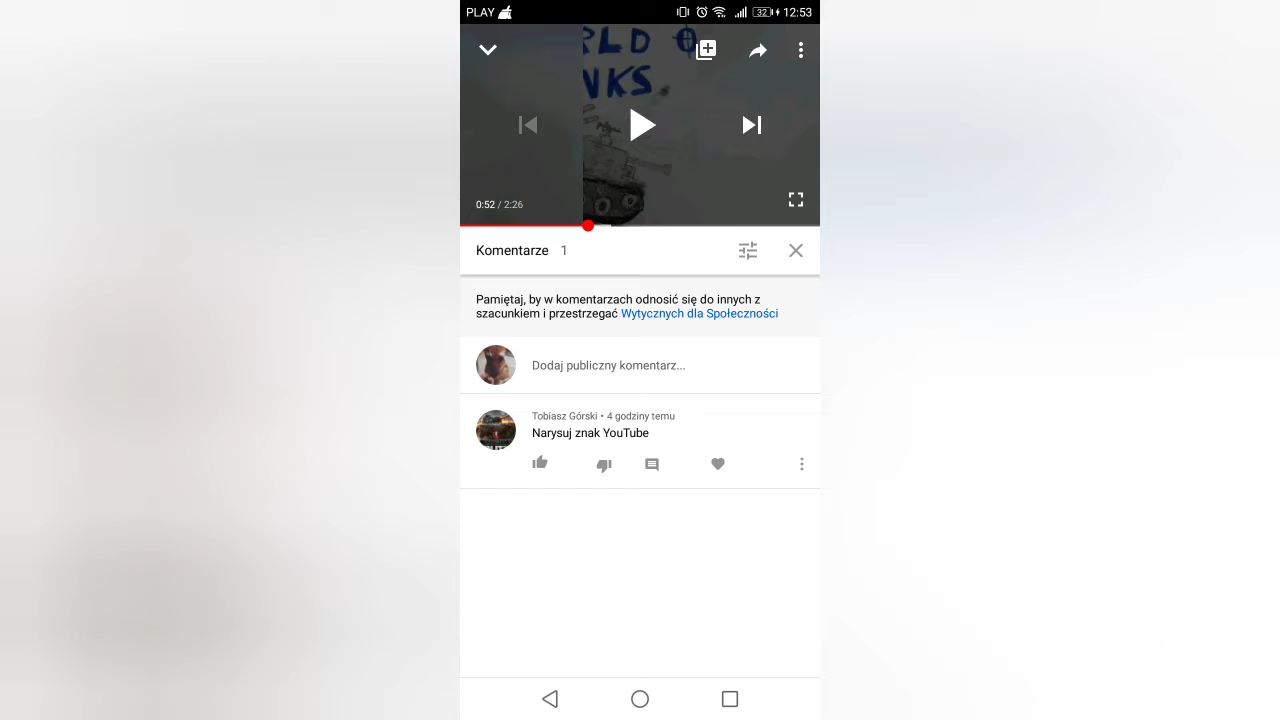 PLAY 32 12:53
RLD O
NKS
0:52 / 2:26
Komentarze 1
Pamiętaj, by w komentarzach odnosić się do innych z
szacunkiem i przestrzegać Wytycznych dla Społeczności
Dodaj publiczny komentarz...
Tobiasz Górski • 4 godziny temu
Narysuj znak YouTube